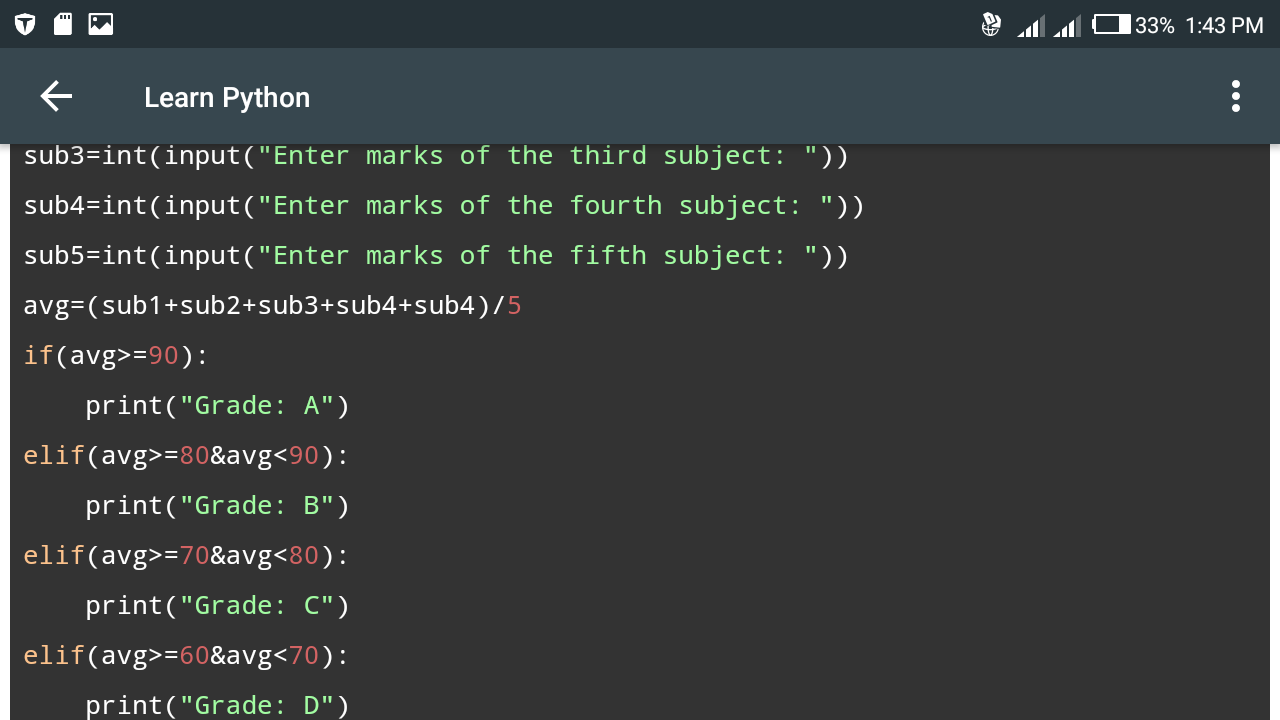 33% 1:43 PM
Learn Python
sub3=int(input("Enter marks of the third subject: "))
sub4=int(input("Enter marks of the fourth subject: "))
sub5=int(input("Enter marks of the fifth subject: "))
avg=(sub1+sub2+sub3+sub4+sub4)/5
if(avg>=90):
    print("Grade: A")
elif(avg>=80&avg<90):
    print("Grade: B")
elif(avg>=70&avg<80):
    print("Grade: C")
elif(avg>=60&avg<70):
    print("Grade: D")